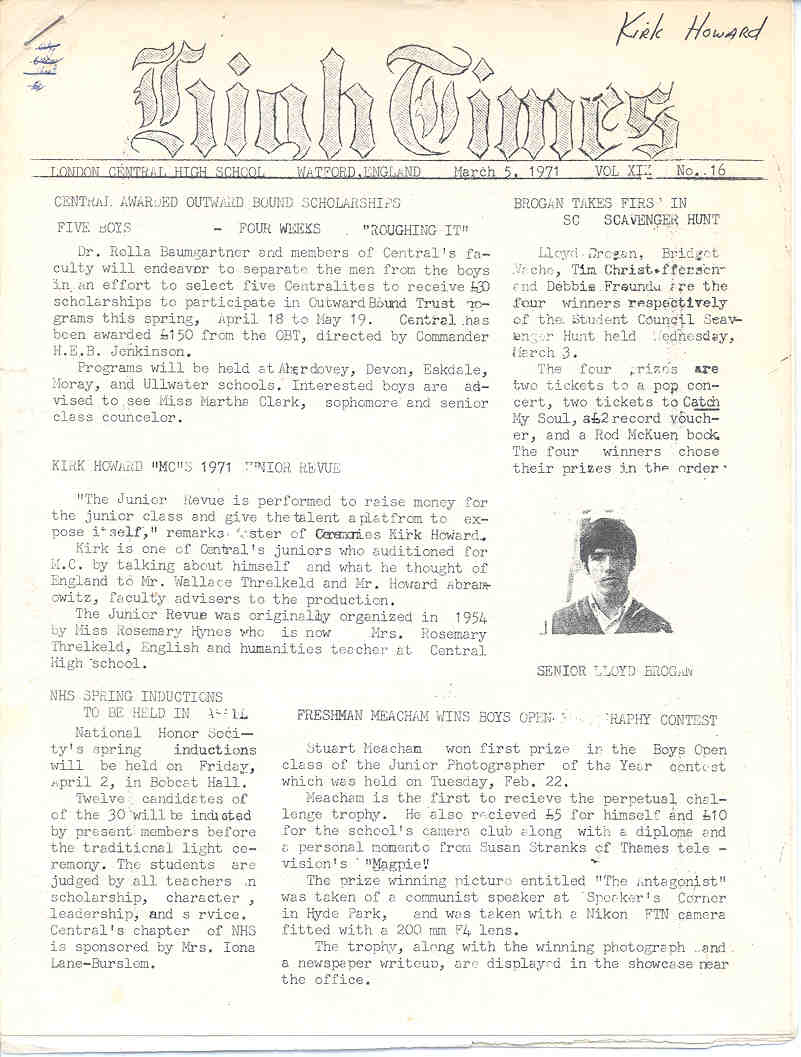 Kirk Howard
High Times
LONDON CENTRAL HIGH SCHOOL WATFORD, ENGLAND March 5, 1971 VOL XIX No. 16
CENTRAL AWARDED OUTWARD BOUND SCHOLARSHIPS
FIVE BOYS - FOUR WEEKS "ROUGHING IT"
Dr. Rolla Baumgartner and members of Central's fa-
culty will endeavor to separate the men from the boys
in an effort to select five Centralites to receive £30
scholarships to participate in Outward Bound Trust pro-
grams this spring, April 18 to May 19. Central has
been awarded £150 from the OBT, directed by Commander
H.E.B. Jenkinson.
Programs will be held at Aberdovey, Devon, Eakdale,
Moray, and Ullwater schools. Interested boys are ad-
vised to see Miss Martha Clark, sophomore and senior
class councelor.
KIRK HOWARD "MC"S 1971 JUNIOR REVUE
"The Junior Revue is performed to raise money for
the junior class and give the talent a platfrom to ex-
pose itself," remarks Master of Ceremonies Kirk Howard.
Kirk is one of Central's juniors who auditioned for
M.C. by talking about himself and what he thought of
England to Mr. Wallace Threlkeld and Mr. Howard Abram-
owitz, faculty advisers to the production.
The Junior Revue was originally organized in 1954
by Miss Rosemary Hynes who is now Mrs. Rosemary
Threlkeld, English and humanities teacher at Central
High school.
NHS SPRING INDUCTIONS
TO BE HELD IN APRIL
National Honor Soci-
ty's spring inductions
will be held on Friday,
April 2, in Bobcat Hall.
Twelve candidates of
of the 30 will be inducted
by present members before
the traditional light ce-
remony. The students are
judged by all teachers in
scholarship, character,
leadership, and service.
Central's chapter of NHS
is sponsored by Mrs. Iona
Lane-Burslem.
BROGAN TAKES FIRST IN
SC SCAVENGER HUNT
Lloyd Brogan, Bridget
Vache, Tim Christoffersen
and Debbie Freundu are the
four winners respectively
of the Student Council Scav-
enger Hunt held Wednesday,
March 3.
The four prizes are
two tickets to a pop con-
cert, two tickets to Catch
My Soul, a £2 record vouch-
er, and a Rod McKuen book.
The four winners chose
their prizes in the order
SENIOR LLOYD BROGAN
FRESHMAN MEACHAM WINS BOYS OPEN PHOTOGRAPHY CONTEST
Stuart Meacham won first prize in the Boys Open
class of the Junior Photographer of the Year contest
which was held on Tuesday, Feb. 22.
Meacham is the first to recieve the perpetual chal-
lenge trophy. He also recieved £5 for himself and £10
for the school's camera club along with a diploma and
a personal momento from Susan Stranks of Thames tele -
vision's "Magpie".
The prize winning picture entitled "The Antagonist"
was taken of a communist speaker at Speaker's Corner
in Hyde Park, and was taken with a Nikon FTN camera
fitted with a 200 mm F4 lens.
The trophy, along with the winning photograph and
a newspaper writeup, are displayed in the showcase near
the office.